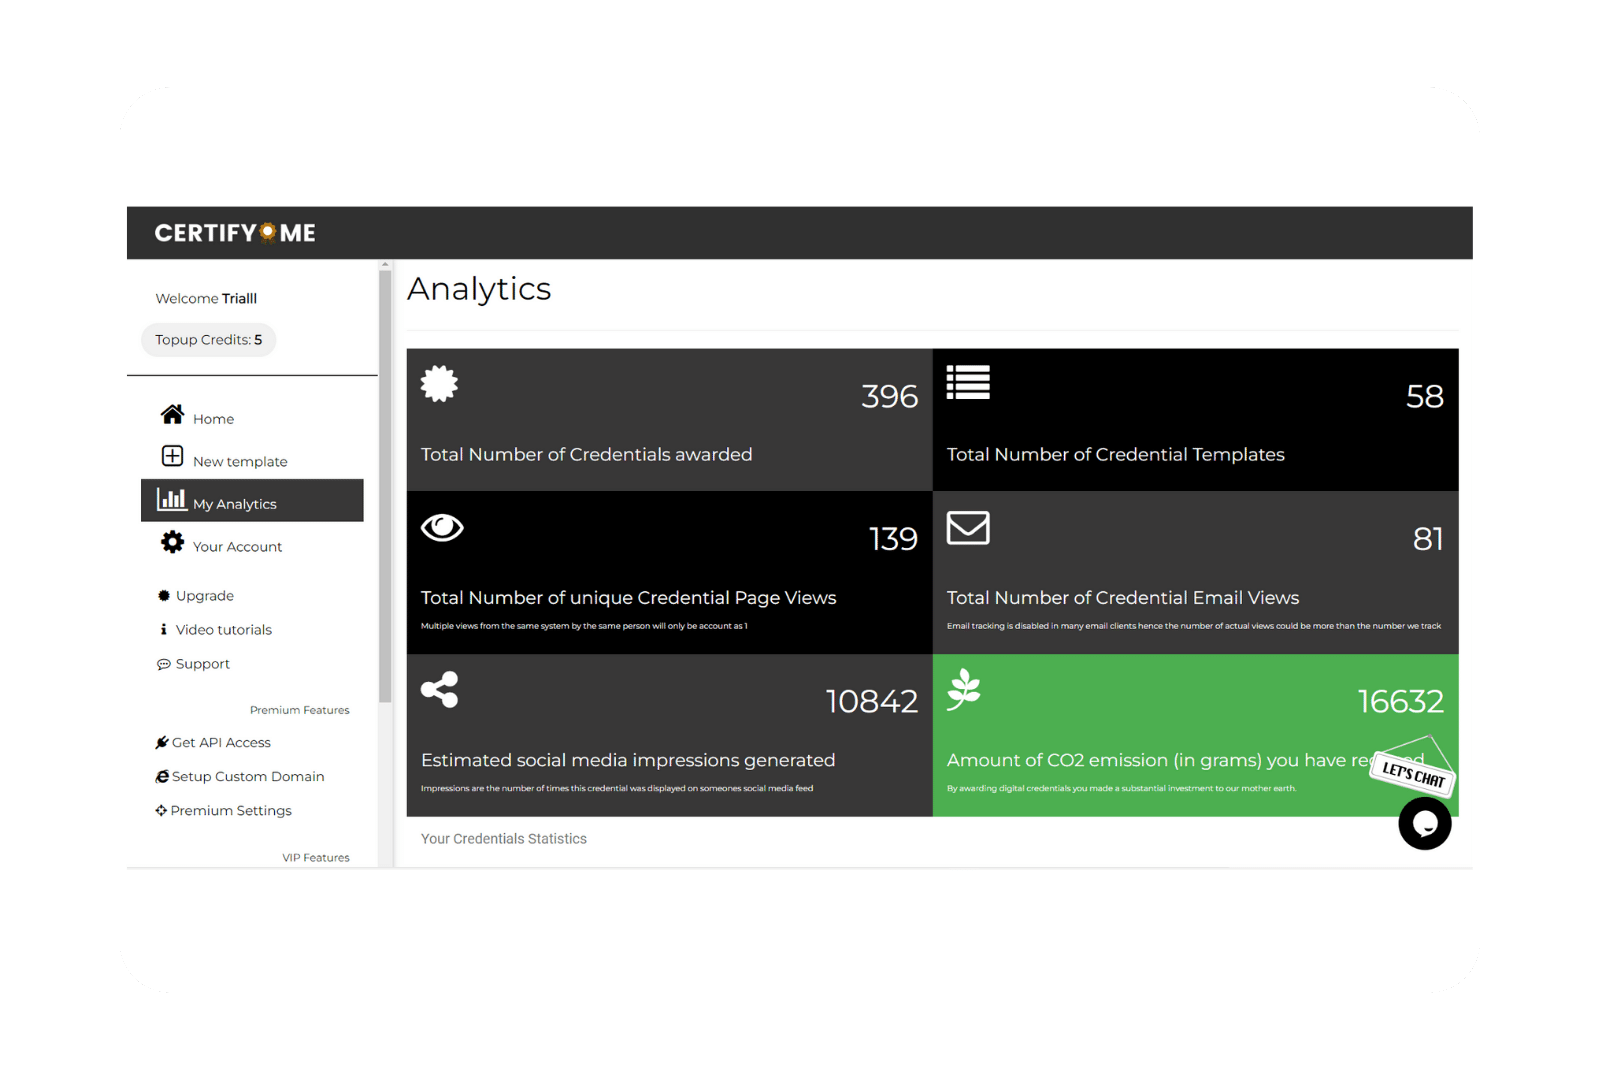 CERTIFY ME
Welcome Trialll
Topup Credits: 5
Home
New template
My Analytics
Your Account
Upgrade
Video tutorials
Support
Premium Features
Get API Access
Setup Custom Domain
Premium Settings
VIP Features
Analytics
396
Total Number of Credentials awarded
58
Total Number of Credential Templates
139
Total Number of unique Credential Page Views
Multiple views from the same system by the same person will only be account as 1
81
Total Number of Credential Email Views
Email tracking is disabled in many email clients hence the number of actual views could be more than the number we track
10842
Estimated social media impressions generated
Impressions are the number of times this credential was displayed on someones social media feed
16632
Amount of CO2 emission (in grams) you have
By awarding digital credentials you made a substantial investment to our mother earth.
LET'S CHAT
Your Credentials Statistics